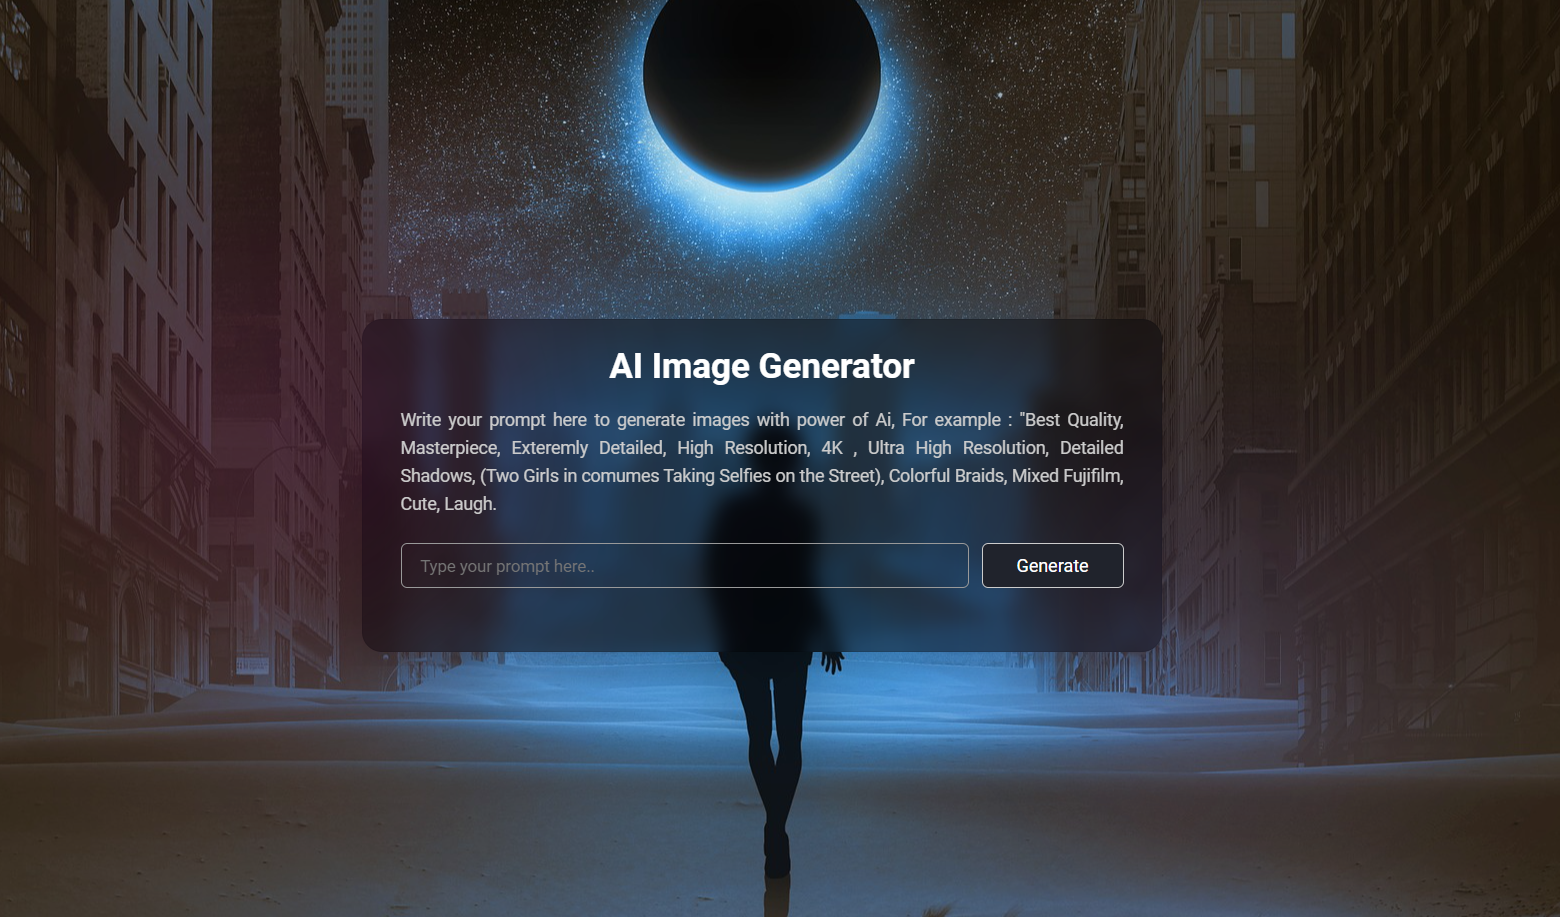 AI Image Generator
Write your prompt here to generate images with power of Ai, For example : "Best Quality,
Masterpiece, Exteremly Detailed, High Resolution, 4K , Ultra High Resolution, Detailed
Shadows, (Two Girls in comumes Taking Selfies on the Street), Colorful Braids, Mixed Fujifilm,
Cute, Laugh.
Type your prompt here..
Generate